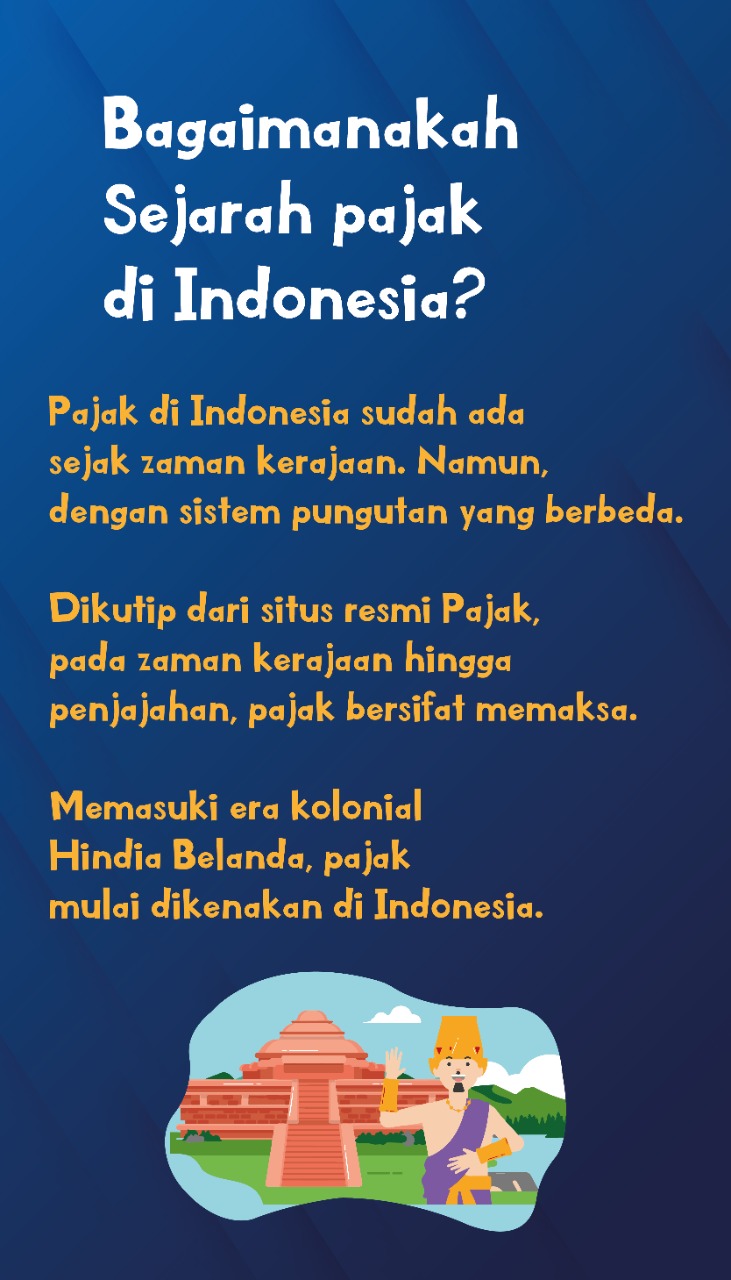 Bagaimanakah
Sejarah pajak
di Indonesia?
Pajak di Indonesia sudah ada
sejak zaman kerajaan. Namun,
dengan sistem pungutan yang berbeda.
Dikutip dari situs resmi Pajak,
pada zaman kerajaan hingga
penjajahan, pajak bersifat memaksa.
Memasuki era kolonial
Hindia Belanda, pajak
mulai dikenakan di Indonesia.